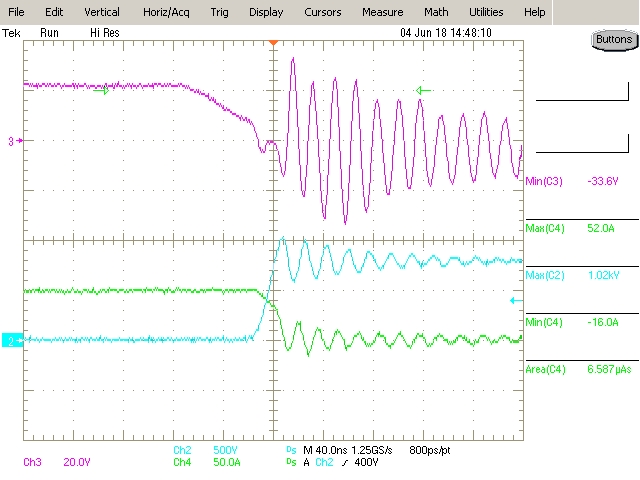 File Edit Vertical Horiz/Acq Trig Display Cursors Measure Math Utilities Help
Tek Run Hi Res 04 Jun 18 14:48:10
Buttons
3
Min(C3) -33.6V
Max(C4) 52.0A
Max(C2) 1.02kV
2
Min(C4) -16.0A
Area(C4) 6.587µAs
Ch2 500V Ds M 40.0ns 1.25GS/s 800ps/pt
Ch3 20.0V Ch4 50.0A Ds A Ch2 ⁄ 400V